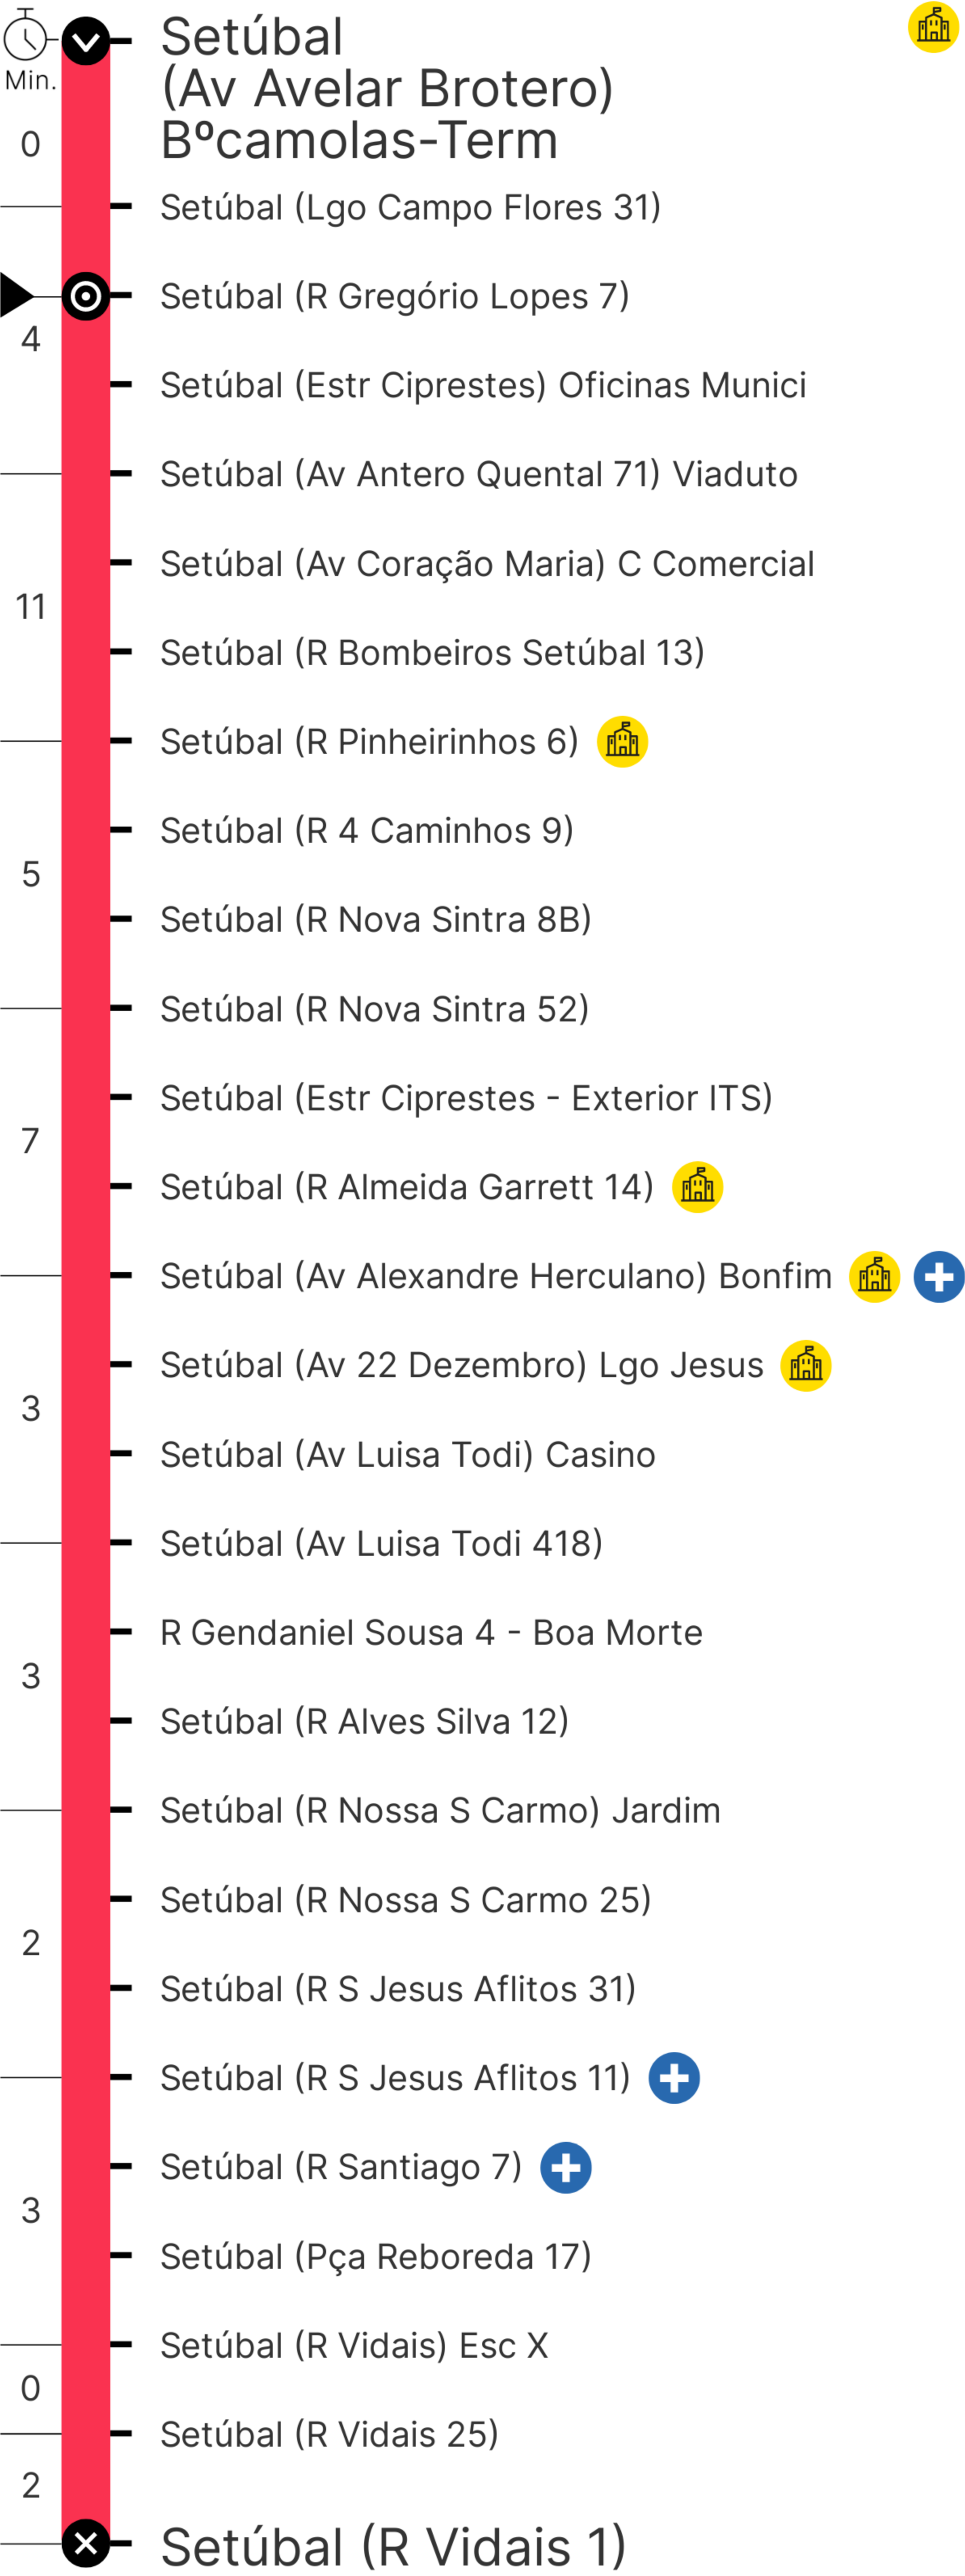 Setúbal
(Av Avelar Brotero)
Bºcamolas-Term
Min.
0
Setúbal (Lgo Campo Flores 31)
Setúbal (R Gregório Lopes 7)
4
Setúbal (Estr Ciprestes) Oficinas Munici
Setúbal (Av Antero Quental 71) Viaduto
Setúbal (Av Coração Maria) C Comercial
11
Setúbal (R Bombeiros Setúbal 13)
Setúbal (R Pinheirinhos 6)
Setúbal (R 4 Caminhos 9)
5
Setúbal (R Nova Sintra 8B)
Setúbal (R Nova Sintra 52)
Setúbal (Estr Ciprestes - Exterior ITS)
7
Setúbal (R Almeida Garrett 14)
Setúbal (Av Alexandre Herculano) Bonfim
Setúbal (Av 22 Dezembro) Lgo Jesus
3
Setúbal (Av Luisa Todi) Casino
Setúbal (Av Luisa Todi 418)
R Gendaniel Sousa 4 - Boa Morte
3
Setúbal (R Alves Silva 12)
Setúbal (R Nossa S Carmo) Jardim
Setúbal (R Nossa S Carmo 25)
2
Setúbal (R S Jesus Aflitos 31)
Setúbal (R S Jesus Aflitos 11)
Setúbal (R Santiago 7)
3
Setúbal (Pça Reboreda 17)
Setúbal (R Vidais) Esc X
0
Setúbal (R Vidais 25)
2
Setúbal (R Vidais 1)